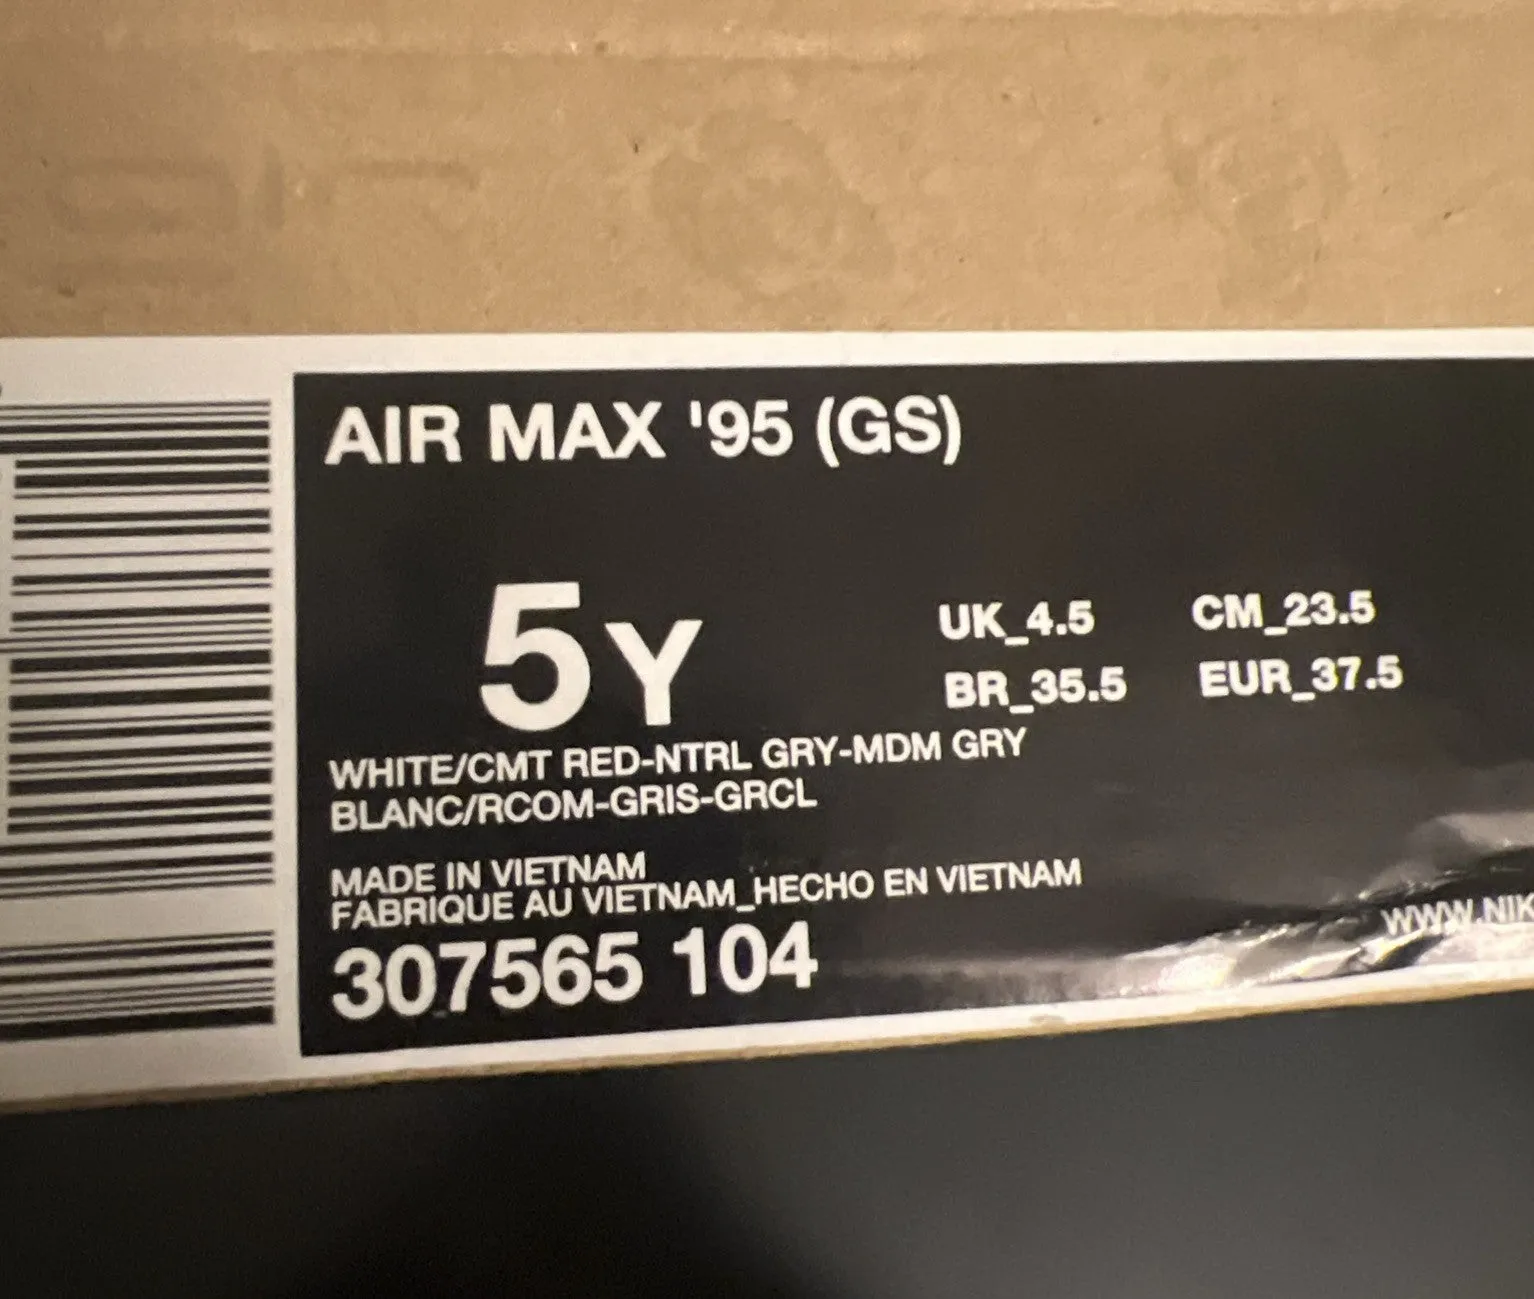 AIR MAX '95 (GS)
5Y
UK_4.5 CM_23.5
BR_35.5 EUR_37.5
WHITE/CMT RED-NTRL GRY-MDM GRY
BLANC/RCOM-GRIS-GRCL
MADE IN VIETNAM
FABRIQUE AU VIETNAM_HECHO EN VIETNAM
307565 104
WWW.NIK